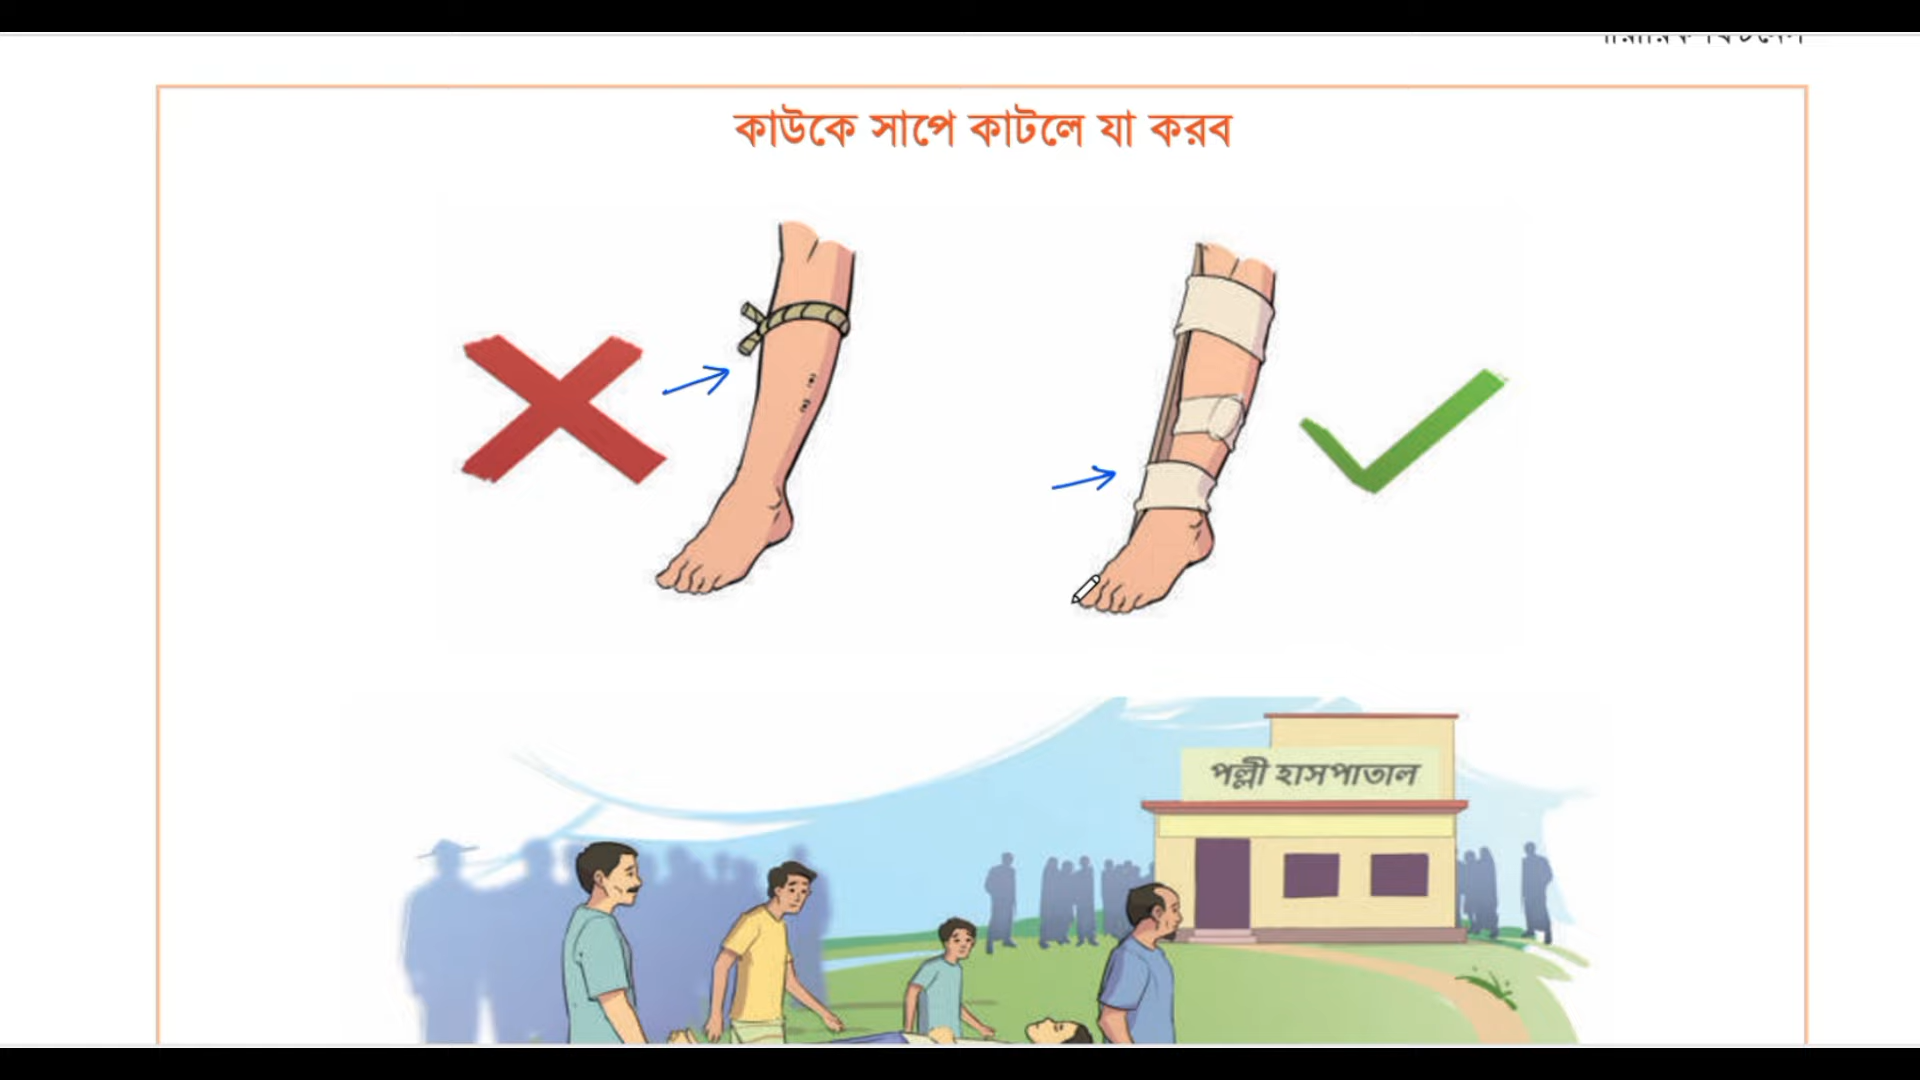 কাউকে সাপে কাটলে যা করব
পল্লী হাসপাতাল